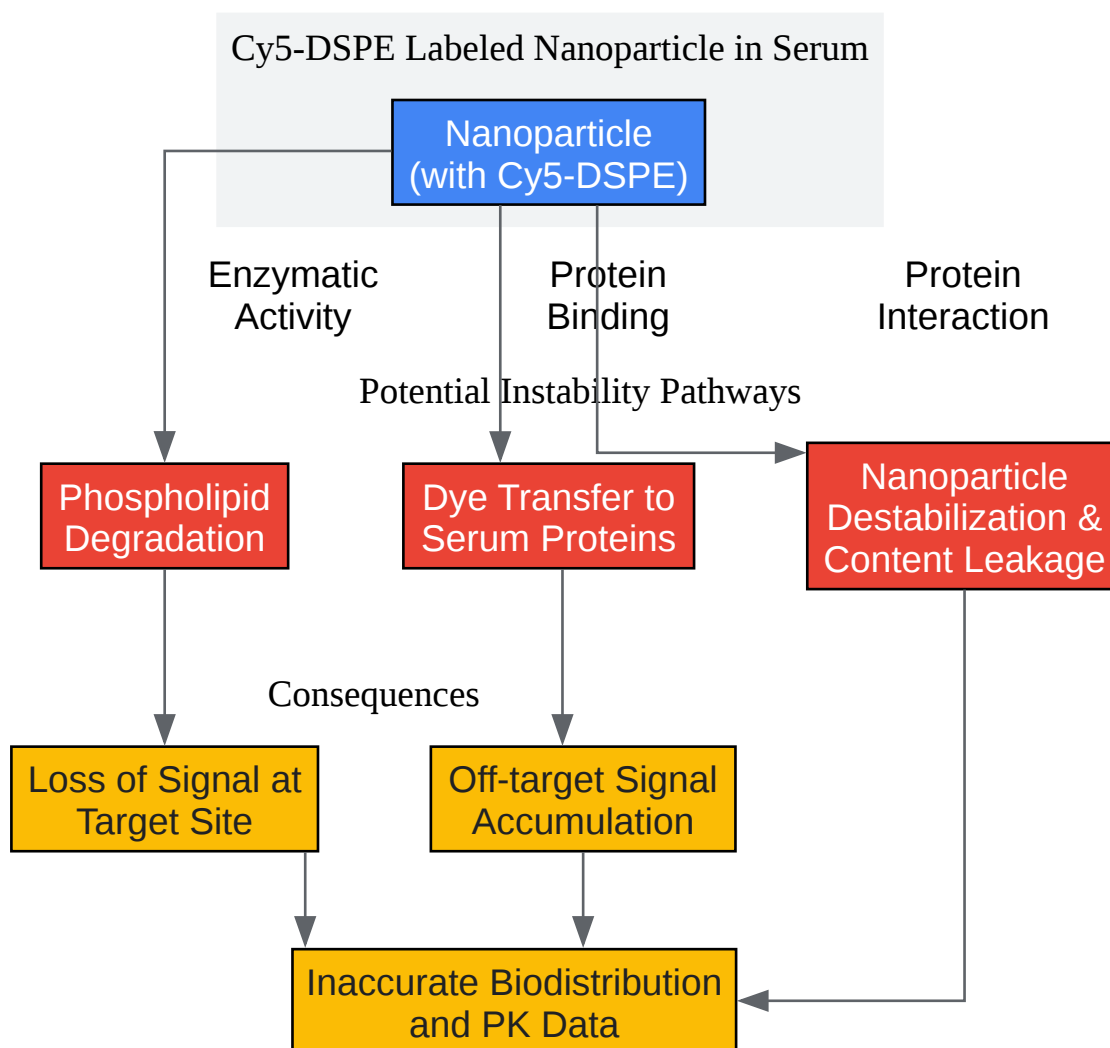 Cy5-DSPE Labeled Nanoparticle in Serum
Nanoparticle
(with Cy5-DSPE)
Enzymatic
Activity
Protein
Binding
Protein
Interaction
Potential Instability Pathways
Phospholipid
Degradation
Dye Transfer to
Serum Proteins
Nanoparticle
Destabilization &
Content Leakage
Consequences
Loss of Signal at
Target Site
Off-target Signal
Accumulation
Inaccurate Biodistribution
and PK Data